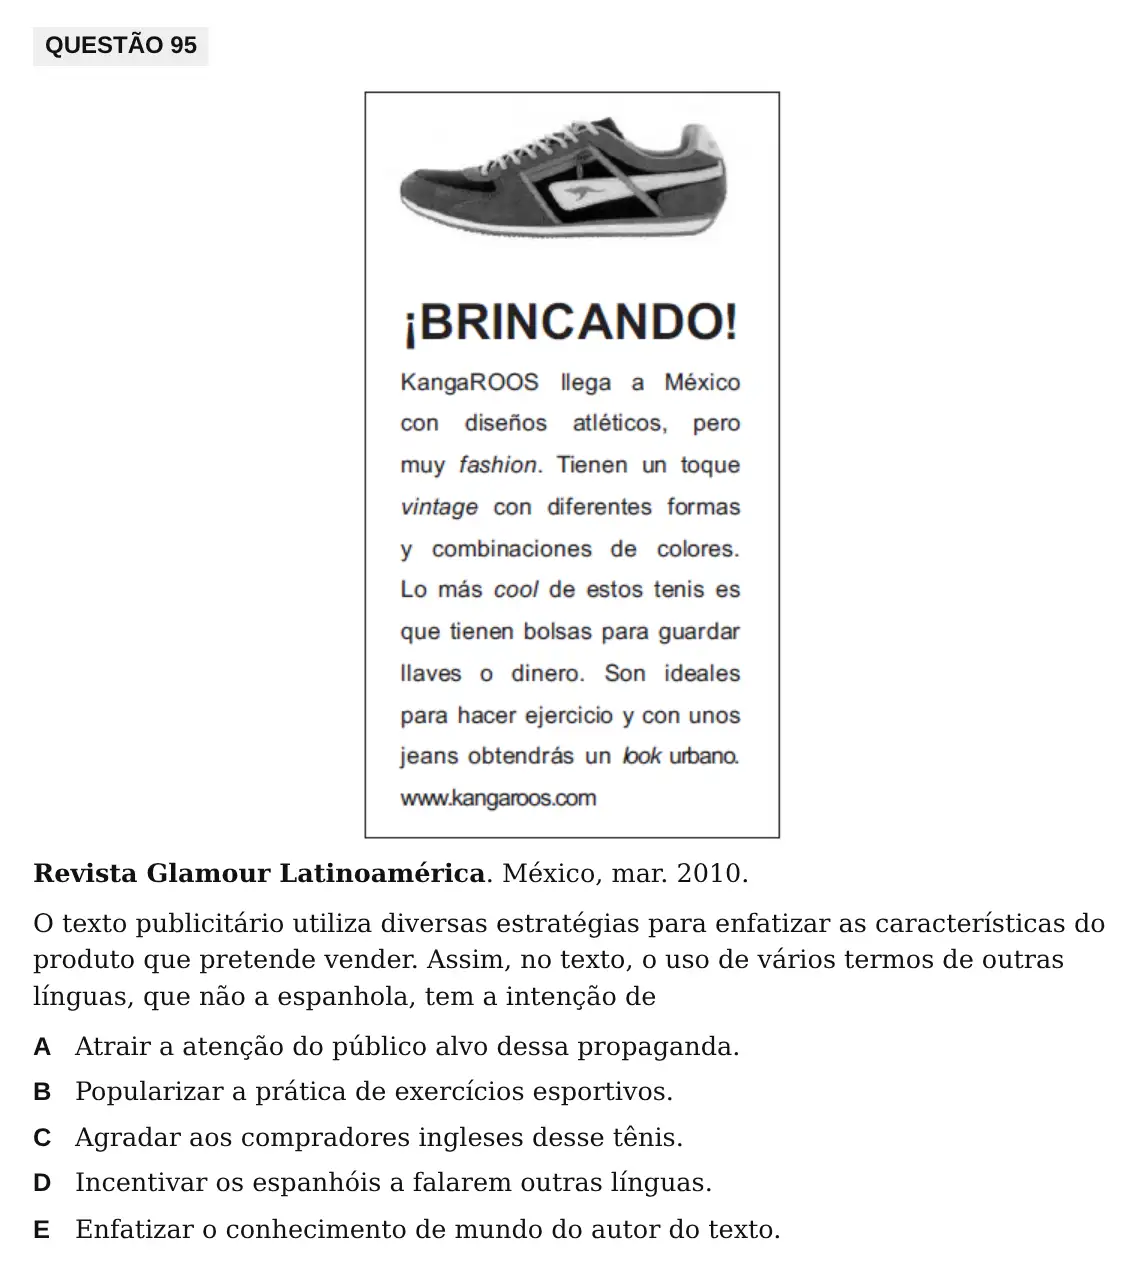 QUESTÃO 95
¡BRINCANDO!
KangaROOS llega a México
con diseños atléticos, pero
muy fashion. Tienen un toque
vintage con diferentes formas
y combinaciones de colores.
Lo más cool de estos tenis es
que tienen bolsas para guardar
llaves o dinero. Son ideales
para hacer ejercicio y con unos
jeans obtendrás un look urbano.
www.kangaroos.com
Revista Glamour Latinoamérica. México, mar. 2010.
O texto publicitário utiliza diversas estratégias para enfatizar as características do
produto que pretende vender. Assim, no texto, o uso de vários termos de outras
línguas, que não a espanhola, tem a intenção de
A Atrair a atenção do público alvo dessa propaganda.
B Popularizar a prática de exercícios esportivos.
C Agradar aos compradores ingleses desse tênis.
D Incentivar os espanhóis a falarem outras línguas.
E Enfatizar o conhecimento de mundo do autor do texto.